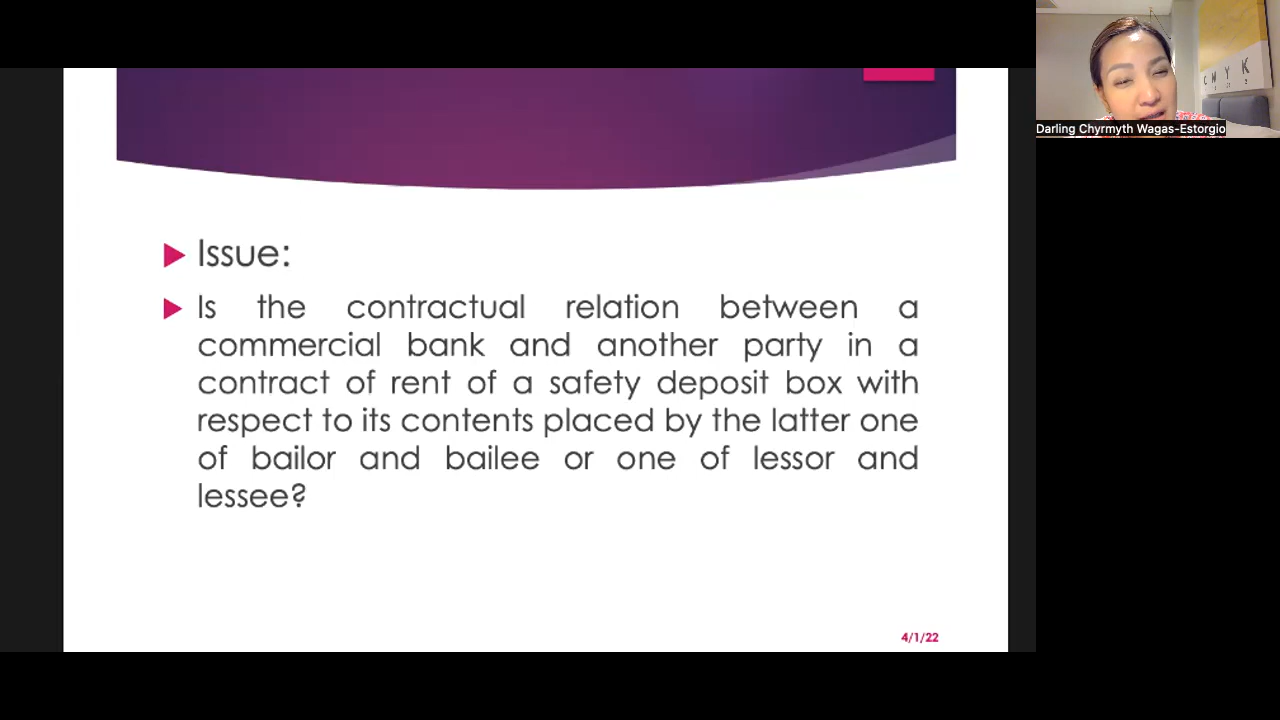 C M Y K
Darling Chyrmyth Wagas-Estorgio
Issue:
Is the contractual relation between a
commercial bank and another party in a
contract of rent of a safety deposit box with
respect to its contents placed by the latter one
of bailor and bailee or one of lessor and
lessee?
4/1/22